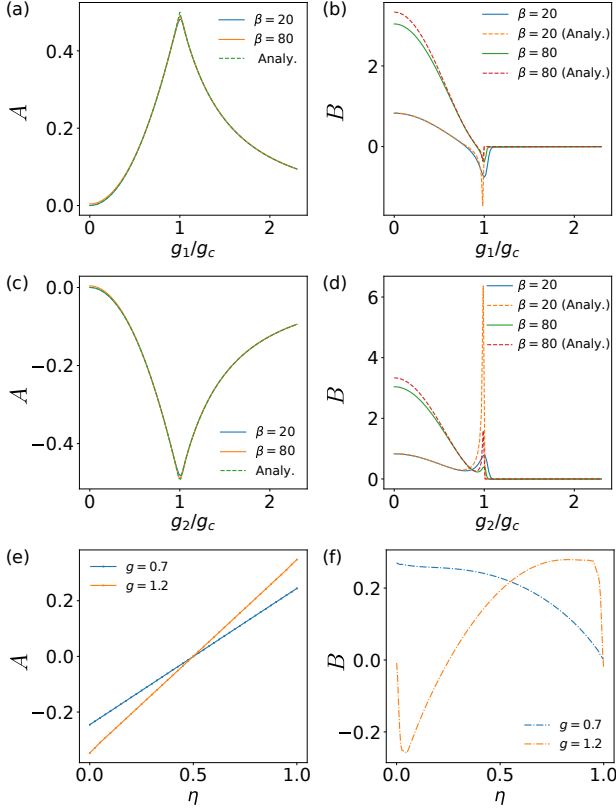 (a)
0.4
0.2
0.0
A
β = 20
β = 80
Analy.
0
1
2
g1/gc
(b)
2
0
B
β = 20
β = 20 (Analy.)
β = 80
β = 80 (Analy.)
0
1
2
g1/gc
(c)
0.0
−0.2
−0.4
A
β = 20
β = 80
Analy.
0
1
2
g2/gc
(d)
6
4
2
0
B
β = 20
β = 20 (Analy.)
β = 80
β = 80 (Analy.)
0
1
2
g2/gc
(e)
0.2
0.0
−0.2
A
g = 0.7
g = 1.2
0.0
0.5
1.0
η
(f)
0.2
0.0
−0.2
B
g = 0.7
g = 1.2
0.0
0.5
1.0
η